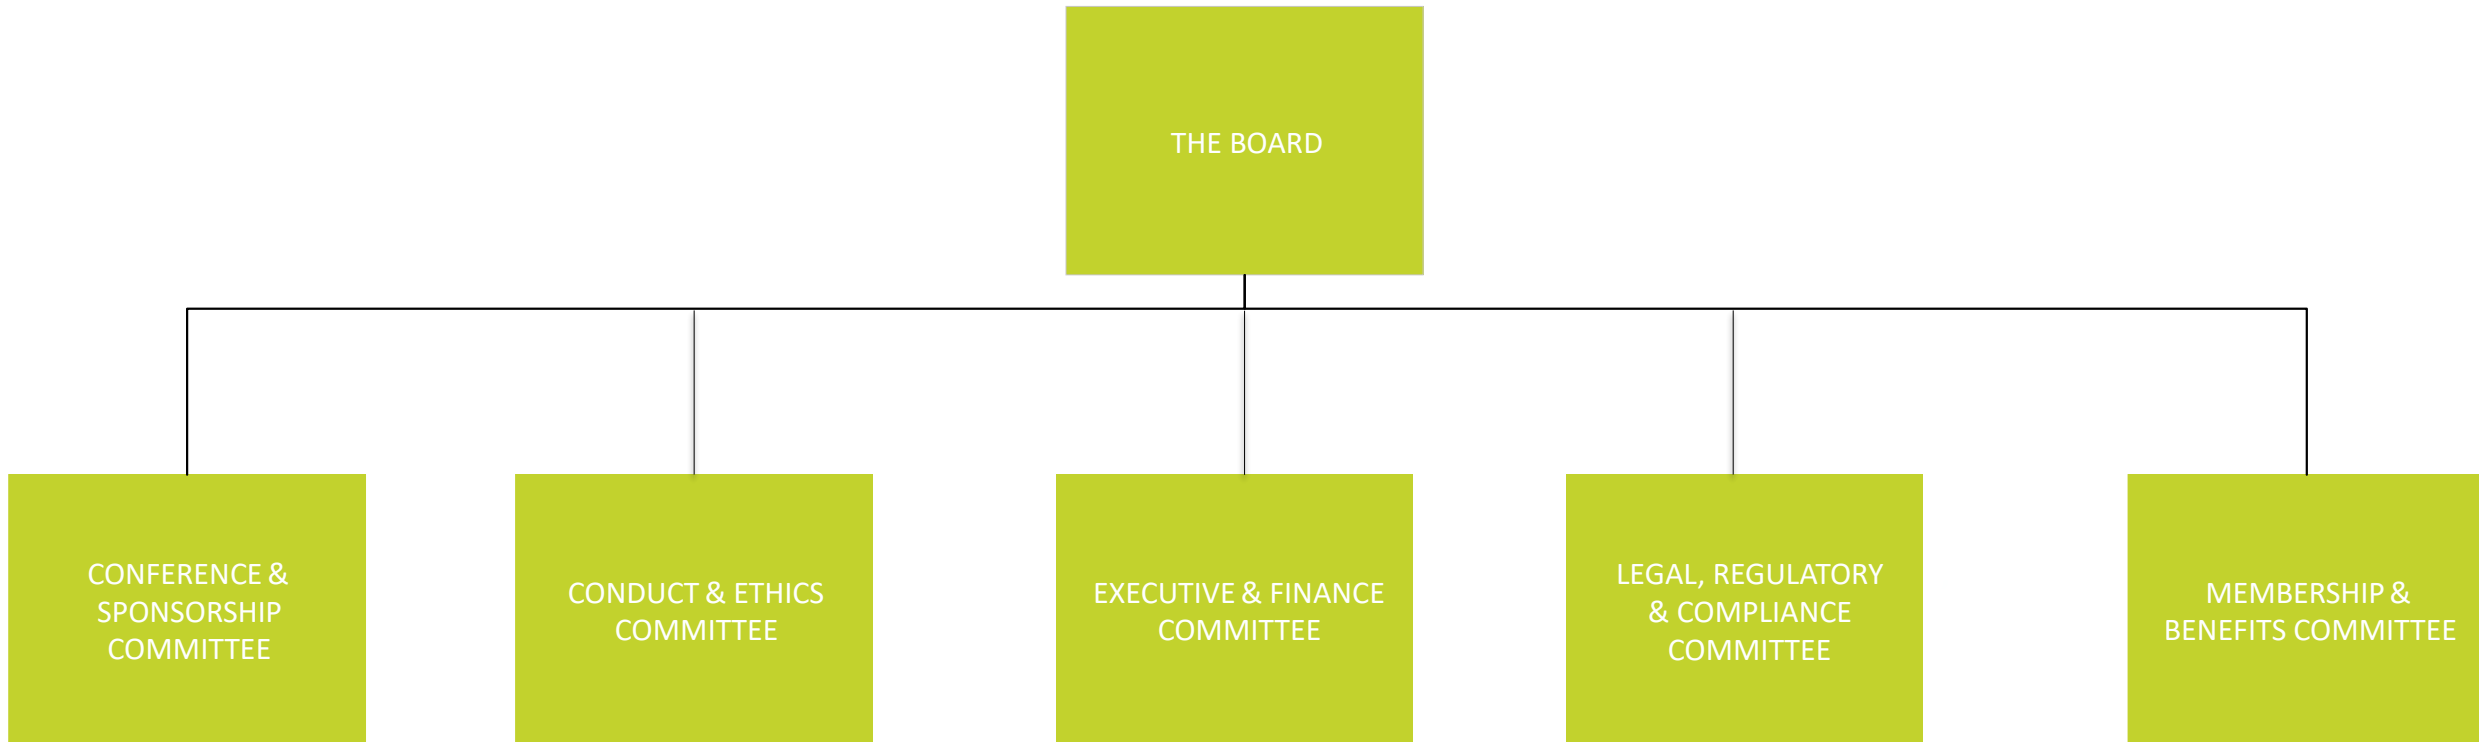 THE BOARD
CONFERENCE &
SPONSORSHIP
COMMITTEE
CONDUCT & ETHICS
COMMITTEE
EXECUTIVE & FINANCE
COMMITTEE
LEGAL, REGULATORY
& COMPLIANCE
COMMITTEE
MEMBERSHIP &
BENEFITS COMMITTEE